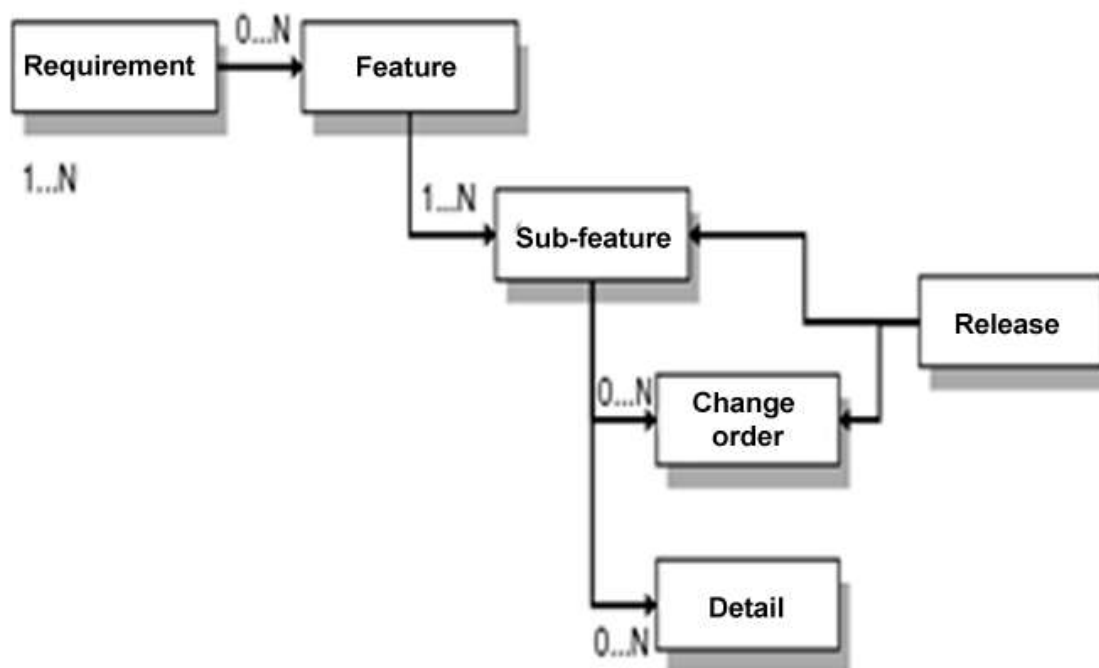 0...N
Requirement
Feature
1...N
1...N
Sub-feature
Release
0...N
Change
order
Detail
0...N